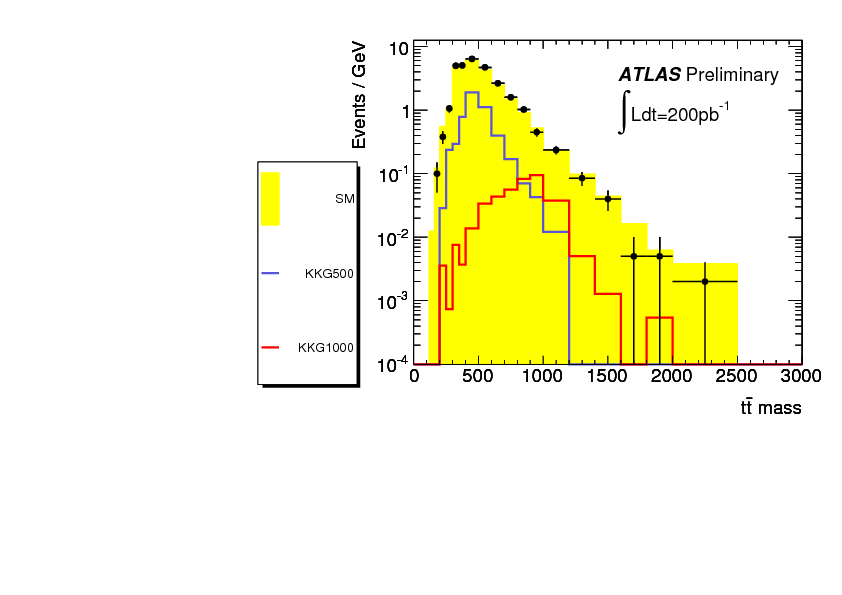 Events / GeV
10
1
10^-1
10^-2
10^-3
10^-4
ATLAS Preliminary
∫Ldt=200pb^-1
SM
KKG500
KKG1000
0 500 1000 1500 2000 2500 3000
tt̄ mass